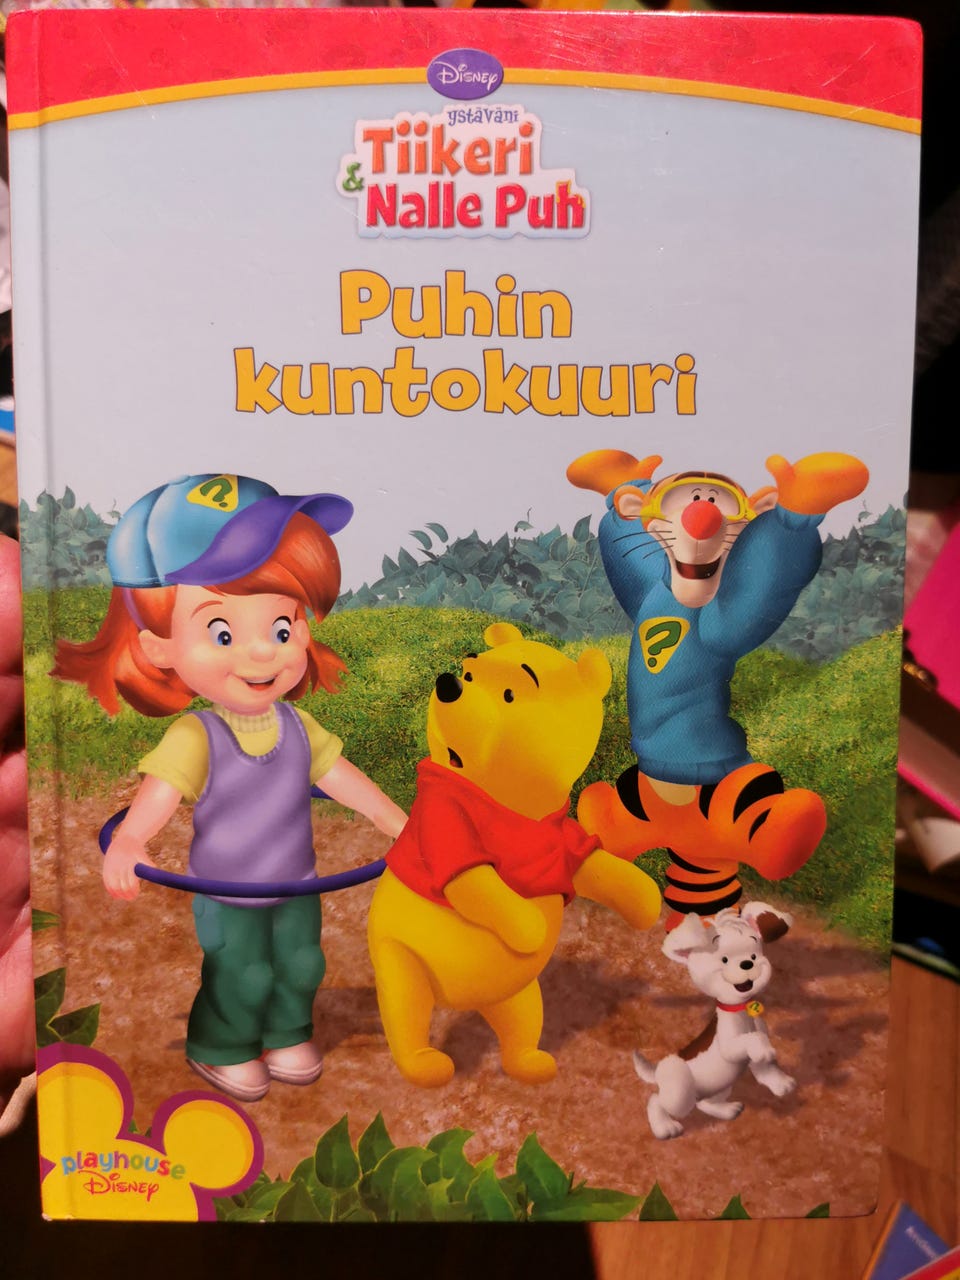 Disney
ystäväni
Tiikeri
& Nalle Puh
Puhin
kuntokuuri
?
?
?
playhouse
Disney